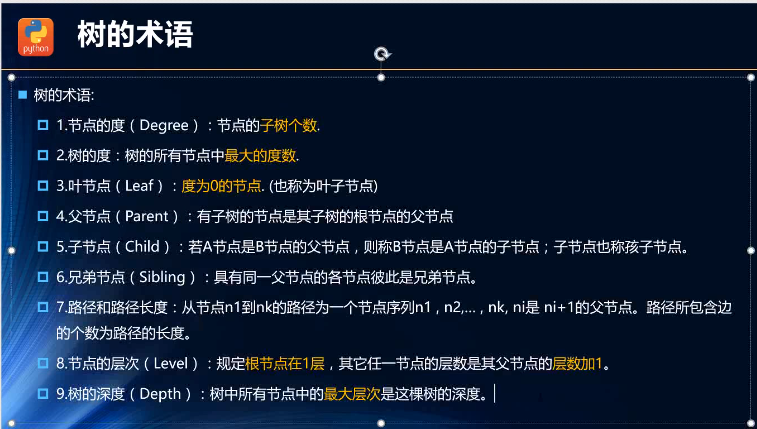 python
树的术语
树的术语:
1.节点的度（Degree）：节点的子树个数.
2.树的度：树的所有节点中最大的度数.
3.叶节点（Leaf）：度为0的节点. (也称为叶子节点)
4.父节点（Parent）：有子树的节点是其子树的根节点的父节点
5.子节点（Child）：若A节点是B节点的父节点，则称B节点是A节点的子节点；子节点也称孩子节点。
6.兄弟节点（Sibling）：具有同一父节点的各节点彼此是兄弟节点。
7.路径和路径长度：从节点n1到nk的路径为一个节点序列n1，n2,...，nk, ni是 ni+1的父节点。路径所包含边
的个数为路径的长度。
8.节点的层次（Level）：规定根节点在1层，其它任一节点的层数是其父节点的层数加1。
9.树的深度（Depth）：树中所有节点中的最大层次是这棵树的深度。